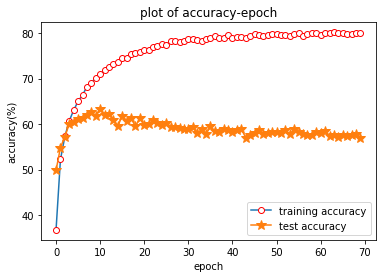 plot of accuracy-epoch
accuracy(%)
80
70
60
50
40
0 10 20 30 40 50 60 70
epoch
training accuracy
test accuracy